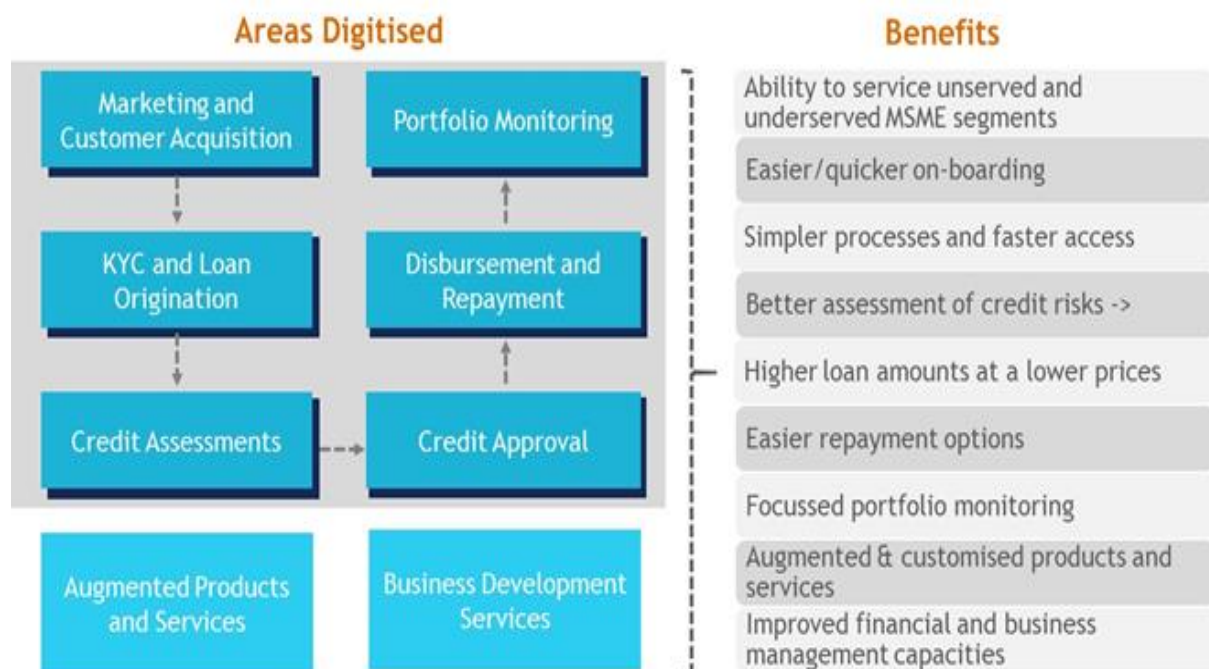 Areas Digitised
Marketing and
Customer Acquisition
KYC and Loan
Origination
Credit Assessments
Credit Approval
Disbursement and
Repayment
Portfolio Monitoring
Augmented Products
and Services
Business Development
Services
Benefits
Ability to service unserved and
underserved MSME segments
Easier/quicker on-boarding
Simpler processes and faster access
Better assessment of credit risks ->
Higher loan amounts at a lower prices
Easier repayment options
Focussed portfolio monitoring
Augmented & customised products and
services
Improved financial and business
management capacities